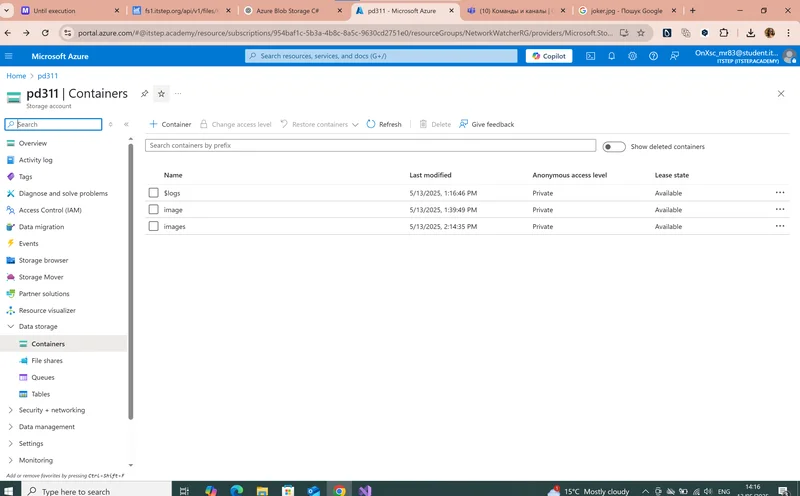 Until execution
fs1.itstep.org/api/v1/files/
Azure Blob Storage C#
pd311 - Microsoft Azure
(10) Команды и каналы |
joker.jpg - Пошук Google
portal.azure.com/#@itstep.academy/resource/subscriptions/954baf1c-5b3a-4b8c-8a5c-9630cd2751e0/resourceGroups/NetworkWatcherRG/providers/Microsoft.Sto...
Microsoft Azure
Search resources, services, and docs (G+/)
Copilot
OnXsc_mr83@student.it...
ITSTEP (ITSTEP.ACADEMY)
Home > pd311
pd311 | Containers
Storage account
Search
Container
Change access level
Restore containers
Refresh
Delete
Give feedback
Search containers by prefix
Show deleted containers
Name Last modified Anonymous access level Lease state
$logs 5/13/2025, 1:16:46 PM Private Available
image 5/13/2025, 1:39:49 PM Private Available
images 5/13/2025, 2:14:35 PM Private Available
Overview
Activity log
Tags
Diagnose and solve problems
Access Control (IAM)
Data migration
Events
Storage browser
Storage Mover
Partner solutions
Resource visualizer
Data storage
Containers
File shares
Queues
Tables
Security + networking
Data management
Settings
Monitoring
Add or remove favorites by pressing Ctrl+Shift+F
Type here to search
15°C Mostly cloudy
ENG
14:16